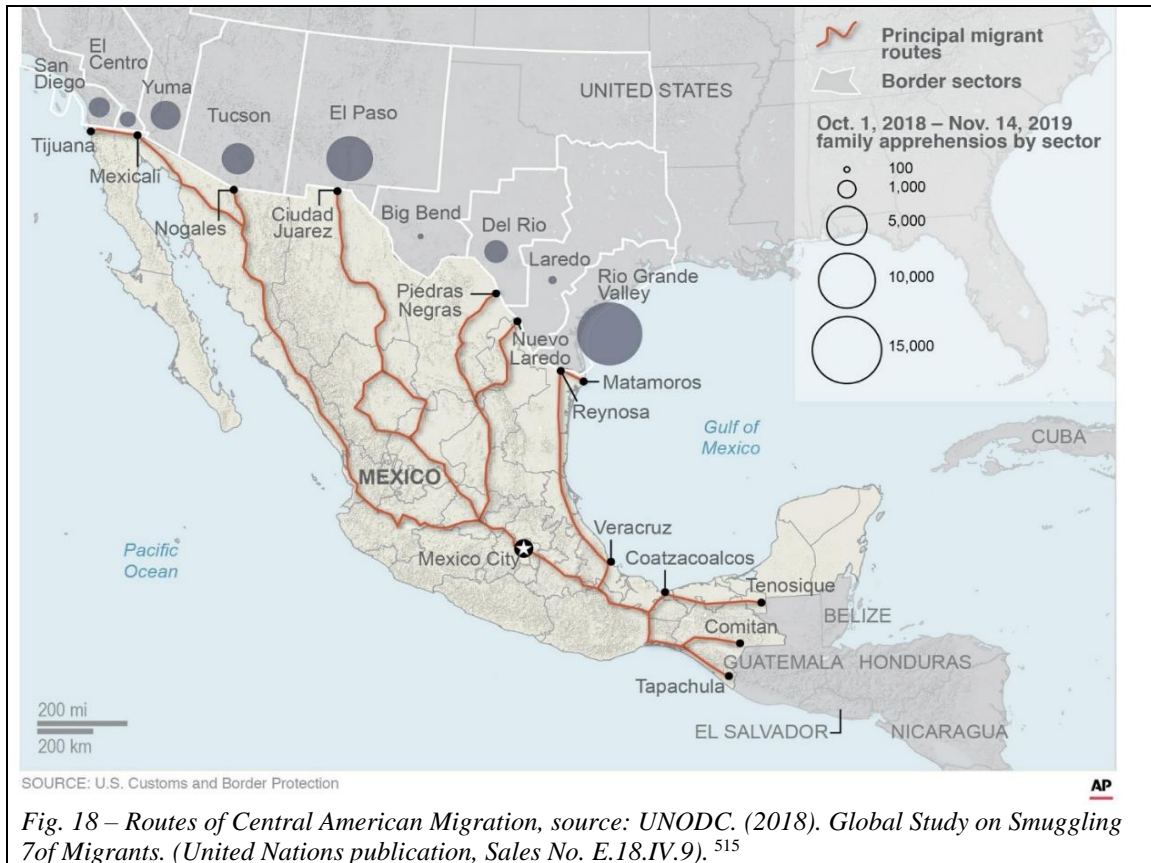 Principal migrant
routes
Border sectors
Oct. 1, 2018 – Nov. 14, 2019
family apprehensios by sector
100
1,000
5,000
10,000
15,000
El
Centro
San
Diego
Yuma
Tucson
El Paso
UNITED STATES
Tijuana
Mexicali
Nogales
Ciudad
Juarez
Big Bend
Del Rio
Laredo
Rio Grande
Valley
Piedras
Negras
Nuevo
Laredo
Matamoros
Reynosa
Gulf of
Mexico
CUBA
MEXICO
Pacific
Ocean
Mexico City
Veracruz
Coatzacoalcos
Tenosique
BELIZE
Comitan
GUATEMALA
HONDURAS
Tapachula
EL SALVADOR
NICARAGUA
200 mi
200 km
SOURCE: U.S. Customs and Border Protection
AP
Fig. 18 – Routes of Central American Migration, source: UNODC. (2018). Global Study on Smuggling
7of Migrants. (United Nations publication, Sales No. E.18.IV.9). 515